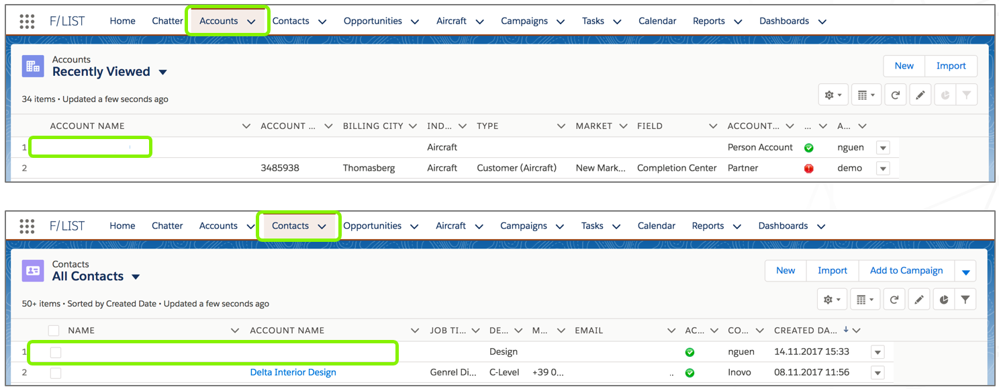 F/LIST Home Chatter Accounts Contacts Opportunities Aircraft Campaigns Tasks Calendar Reports Dashboards
Accounts
Recently Viewed
New Import
34 items • Updated a few seconds ago
ACCOUNT NAME ACCOUNT ... BILLING CITY IND... TYPE MARKET FIELD ACCOUNT... ... A...
1 Aircraft Person Account nguen
2 3485938 Thomasberg Aircraft Customer (Aircraft) New Mark... Completion Center Partner demo
F/LIST Home Chatter Accounts Contacts Opportunities Aircraft Campaigns Tasks Calendar Reports Dashboards
Contacts
All Contacts
New Import Add to Campaign
50+ items • Sorted by Created Date • Updated a few seconds ago
NAME ACCOUNT NAME JOB TI... DE... M... EMAIL AC... CO... CREATED DA...
1 Design nguen 14.11.2017 15:33
2 Delta Interior Design Genrel Di... C-Level +39 0... .. Inovo 08.11.2017 11:56